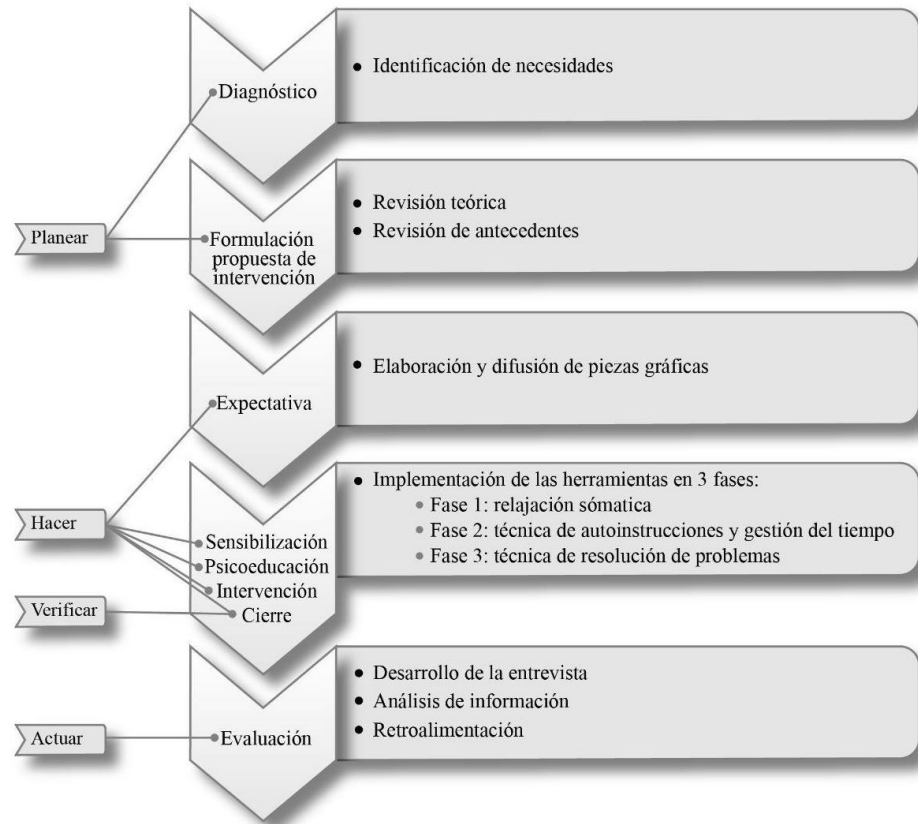 Diagnóstico
• Identificación de necesidades
Planear
Formulación
propuesta de
intervención
• Revisión teórica
• Revisión de antecedentes
Expectativa
• Elaboración y difusión de piezas gráficas
Hacer
Sensibilización
Psicoeducación
Intervención
Cierre
• Implementación de las herramientas en 3 fases:
• Fase 1: relajación sómatica
• Fase 2: técnica de autoinstrucciones y gestión del tiempo
• Fase 3: técnica de resolución de problemas
Verificar
Actuar
Evaluación
• Desarrollo de la entrevista
• Análisis de información
• Retroalimentación